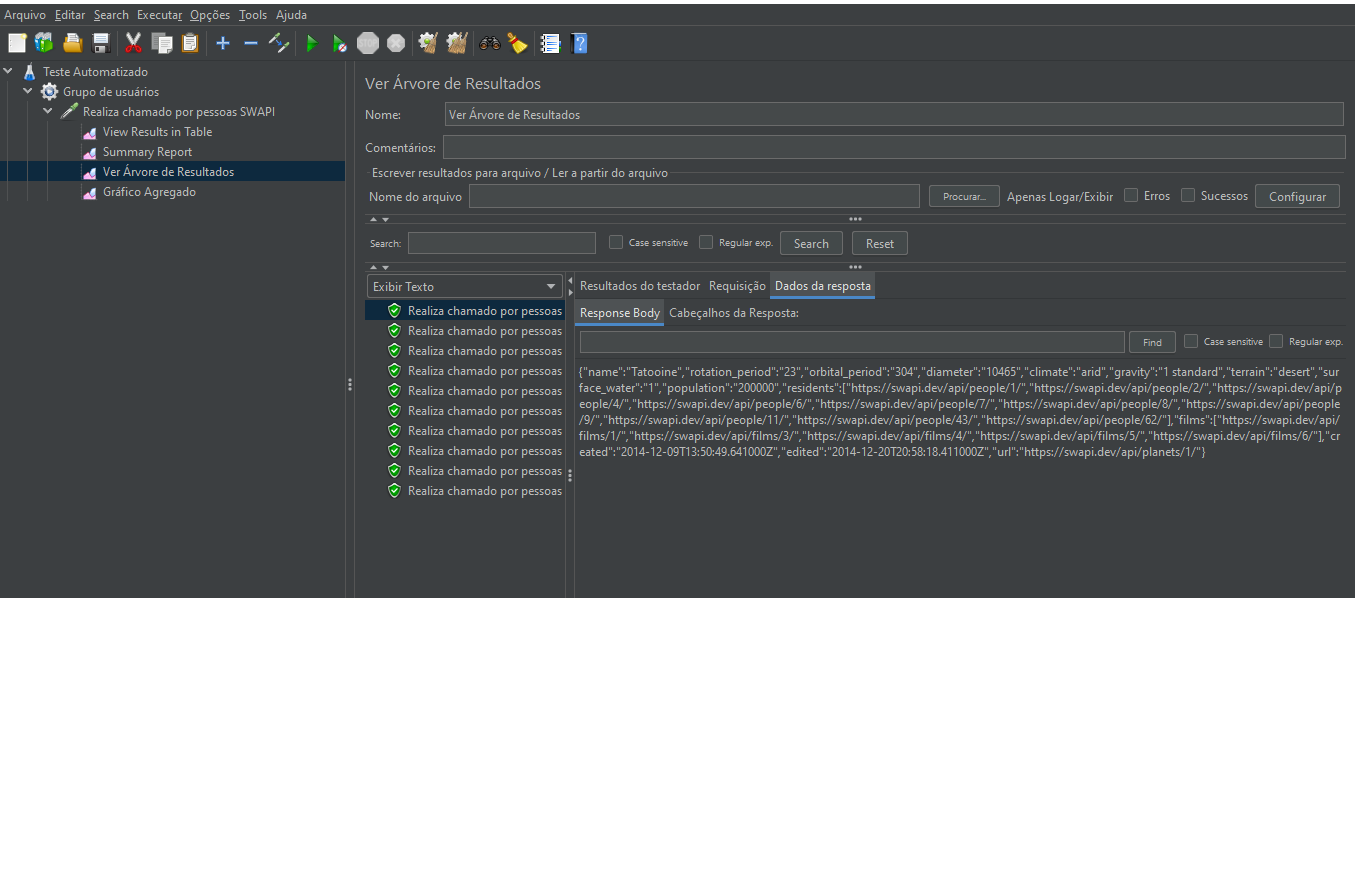 Arquivo Editar Search Executar Opções Tools Ajuda
Teste Automatizado
Grupo de usuários
Realiza chamado por pessoas SWAPI
View Results in Table
Summary Report
Ver Árvore de Resultados
Gráfico Agregado
Ver Árvore de Resultados
Nome: Ver Árvore de Resultados
Comentários:
Escrever resultados para arquivo / Ler a partir do arquivo
Nome do arquivo Procurar... Apenas Logar/Exibir Erros Sucessos Configurar
Search: Case sensitive Regular exp. Search Reset
Exibir Texto
Realiza chamado por pessoas
Realiza chamado por pessoas
Realiza chamado por pessoas
Realiza chamado por pessoas
Realiza chamado por pessoas
Realiza chamado por pessoas
Realiza chamado por pessoas
Realiza chamado por pessoas
Realiza chamado por pessoas
Realiza chamado por pessoas
Resultados do testador Requisição Dados da resposta
Response Body Cabeçalhos da Resposta:
Find Case sensitive Regular exp.
{"name":"Tatooine","rotation_period":"23","orbital_period":"304","diameter":"10465","climate":"arid","gravity":"1 standard","terrain":"desert","sur
face_water":"1","population":"200000","residents":["https://swapi.dev/api/people/1/","https://swapi.dev/api/people/2/","https://swapi.dev/api/p
eople/4/","https://swapi.dev/api/people/6/","https://swapi.dev/api/people/7/","https://swapi.dev/api/people/8/","https://swapi.dev/api/people
/9/","https://swapi.dev/api/people/11/","https://swapi.dev/api/people/43/","https://swapi.dev/api/people/62/"],"films":["https://swapi.dev/api/
films/1/","https://swapi.dev/api/films/3/","https://swapi.dev/api/films/4/","https://swapi.dev/api/films/5/","https://swapi.dev/api/films/6/"],"cr
eated":"2014-12-09T13:50:49.641000Z","edited":"2014-12-20T20:58:18.411000Z","url":"https://swapi.dev/api/planets/1/"}